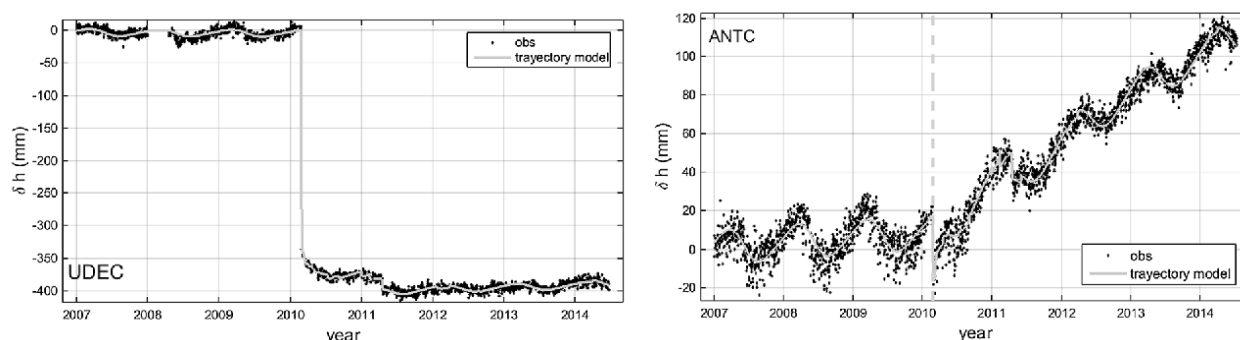 0
-50
-100
-150
-200
-250
-300
-350
-400
δ h (mm)
obs
trayectory model
UDEC
2007 2008 2009 2010 2011 2012 2013 2014
year
120
100
80
60
40
20
0
-20
δ h (mm)
ANTC
obs
trayectory model
2007 2008 2009 2010 2011 2012 2013 2014
year